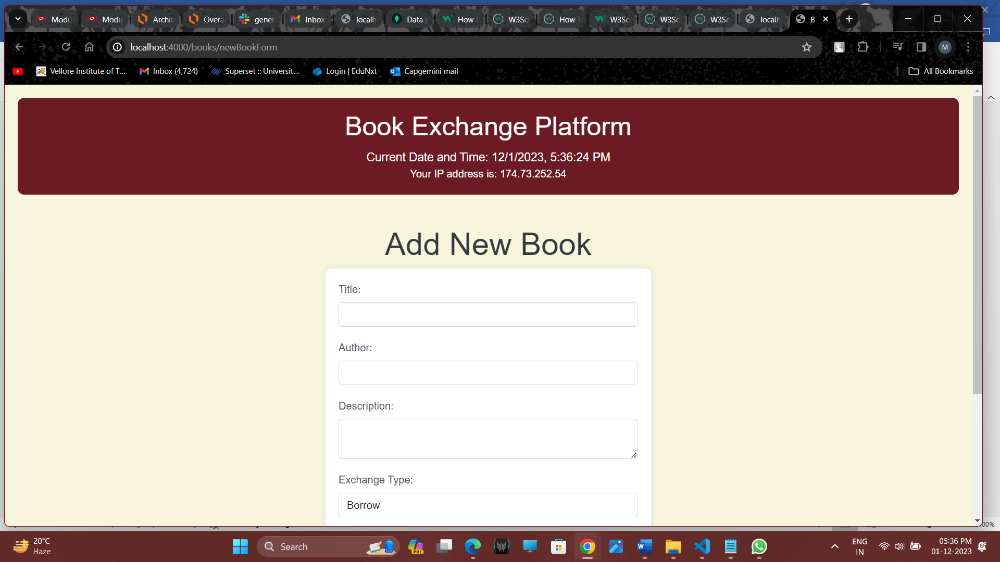 Modu
Modu
Archit
Overa
gener
Inbox
localh
Data |
How T
W3Sc
How T
W3Sc
W3Sc
W3Sc
localh
B
localhost:4000/books/newBookForm
M
Vellore Institute of T...
Inbox (4,724)
Superset :: Universit...
Login | EduNxt
Capgemini mail
All Bookmarks
Book Exchange Platform
Current Date and Time: 12/1/2023, 5:36:24 PM
Your IP address is: 174.73.252.54
Add New Book
Title:
Author:
Description:
Exchange Type:
Borrow
20°C
Haze
Search
PRE
ENG
IN
05:36 PM
01-12-2023